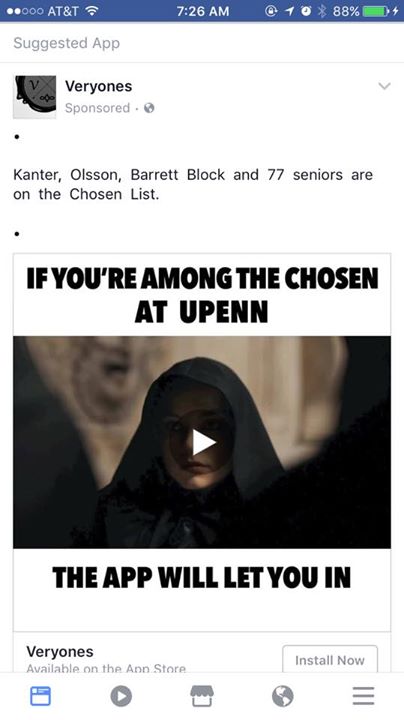 AT&T 7:26 AM 88%
Suggested App
Veryones
Sponsored ·
Kanter, Olsson, Barrett Block and 77 seniors are
on the Chosen List.
IF YOU'RE AMONG THE CHOSEN
AT UPENN
THE APP WILL LET YOU IN
Veryones
Available on the App Store
Install Now